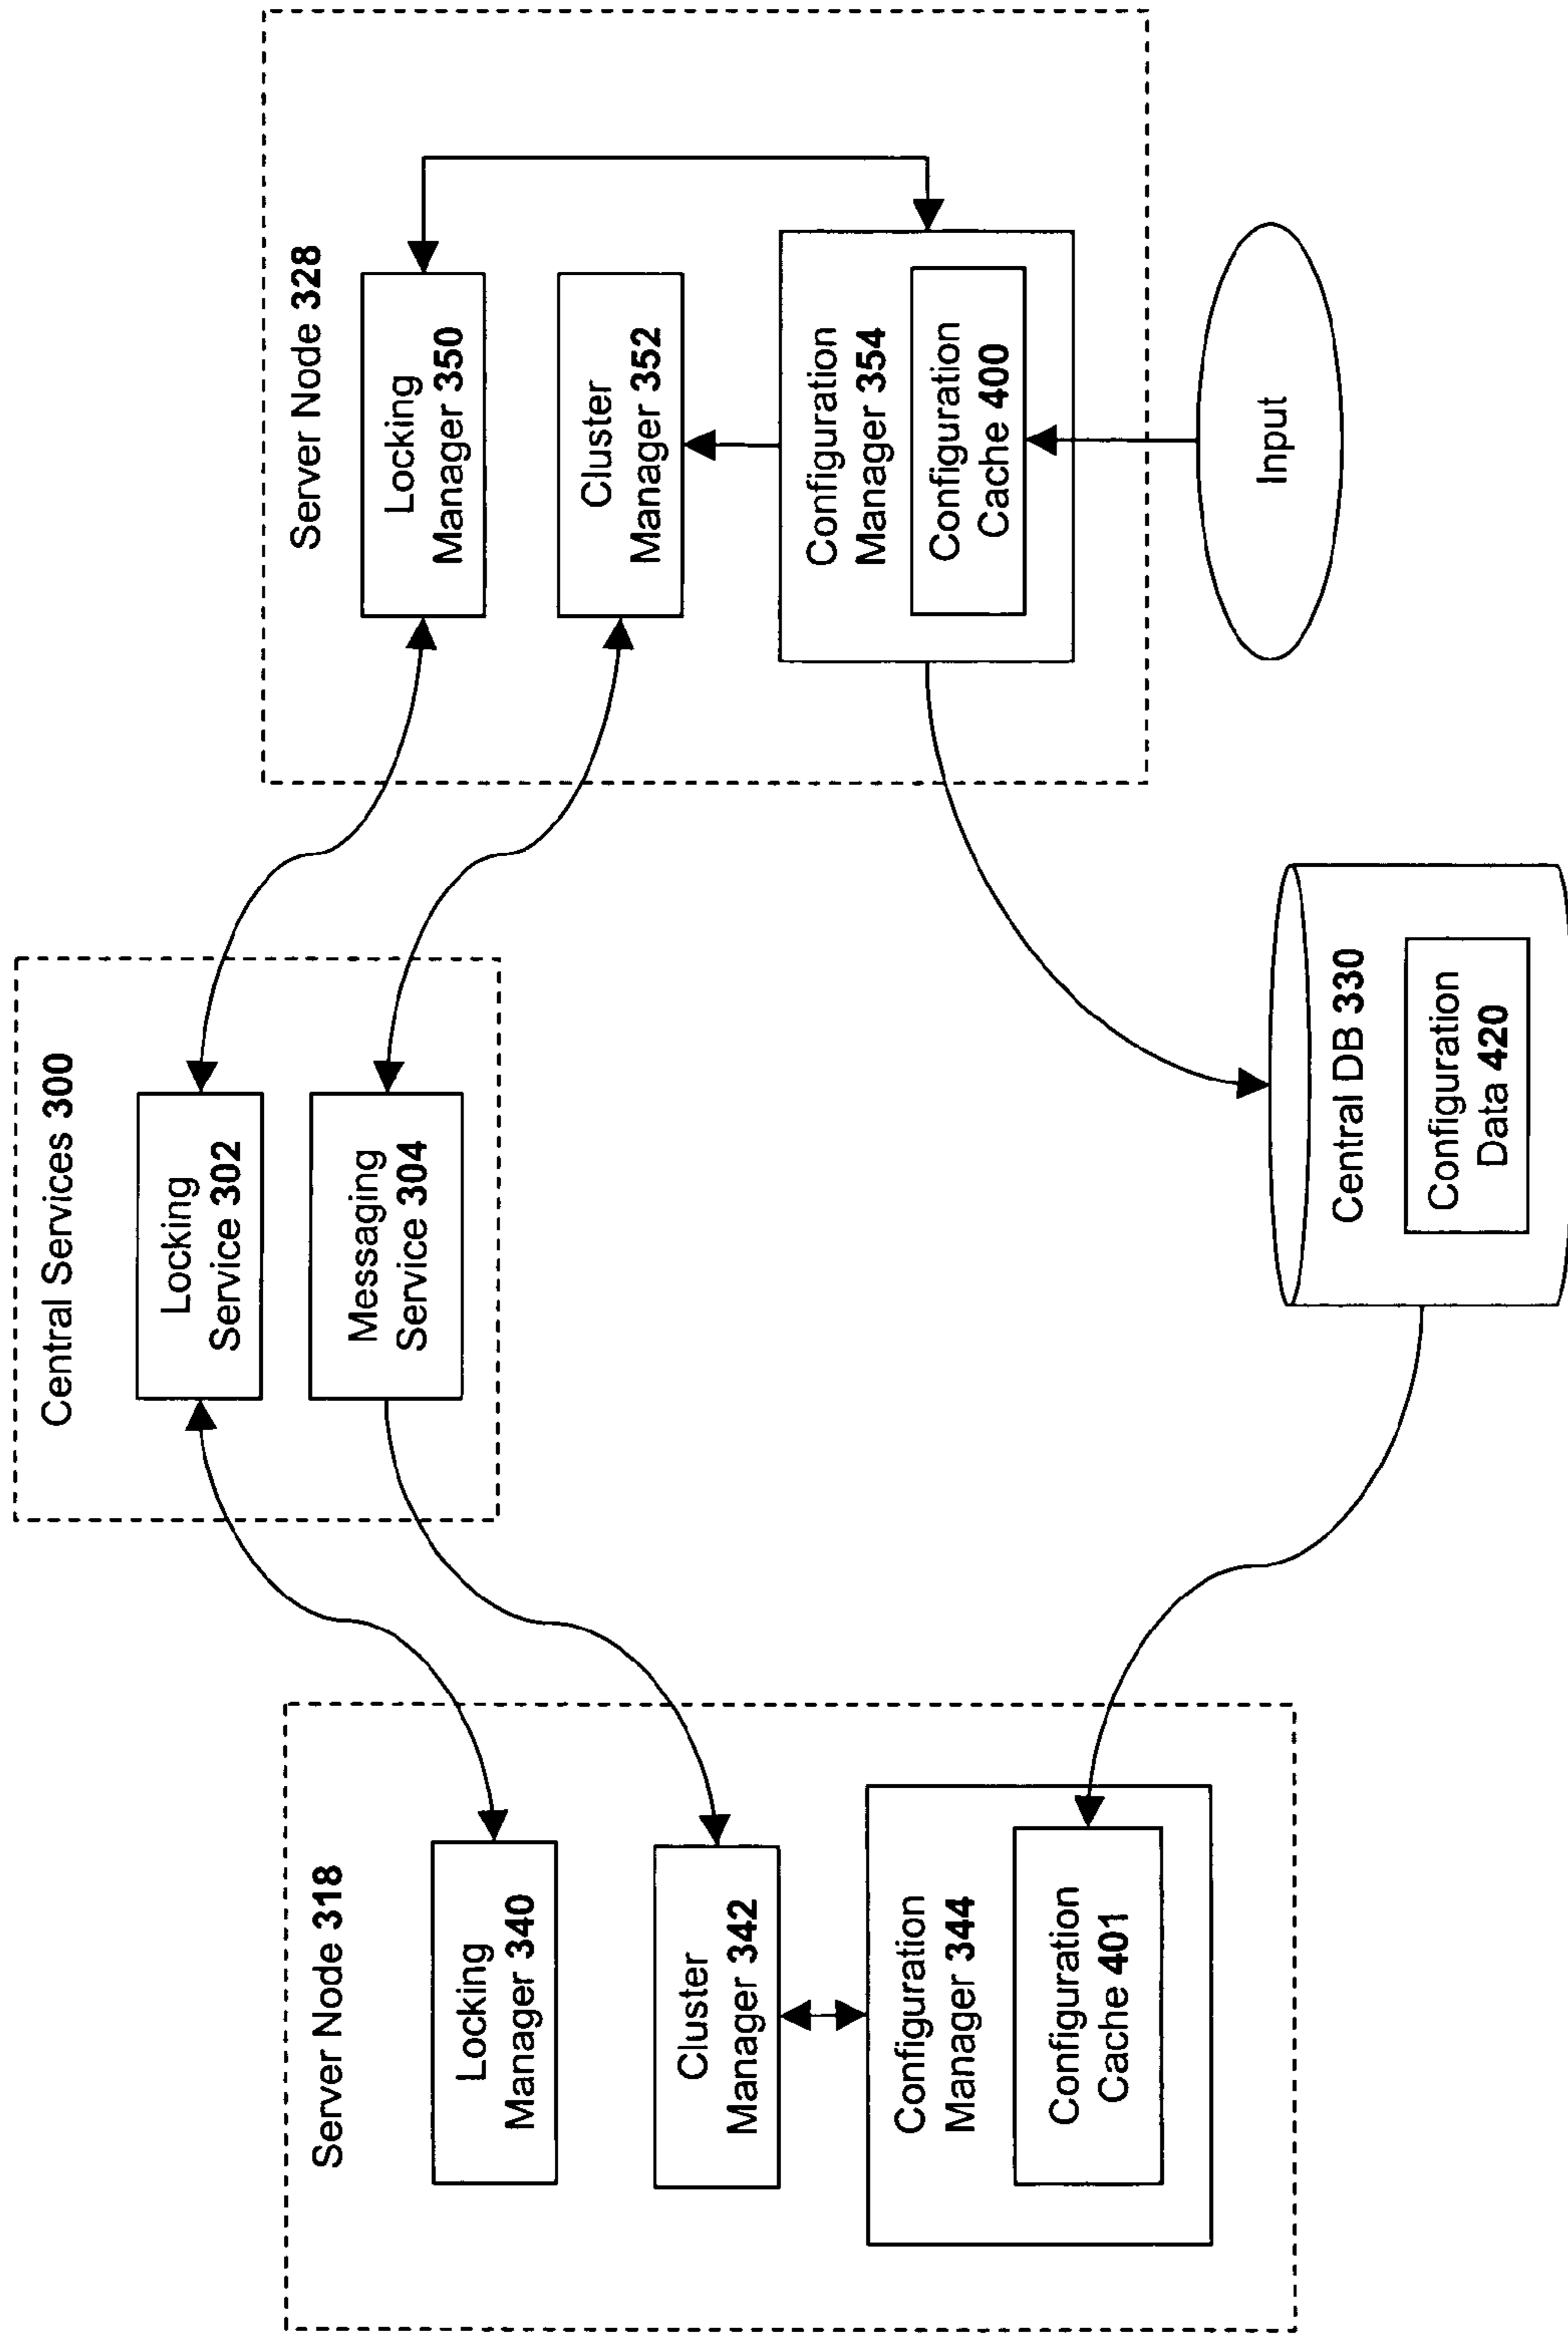 Central Services 300
Locking
Service 302
Messaging
Service 304
Server Node 318
Locking
Manager 340
Cluster
Manager 342
Configuration
Manager 344
Configuration
Cache 401
Server Node 328
Locking
Manager 350
Cluster
Manager 352
Configuration
Manager 354
Configuration
Cache 400
Central DB 330
Configuration
Data 420
Input